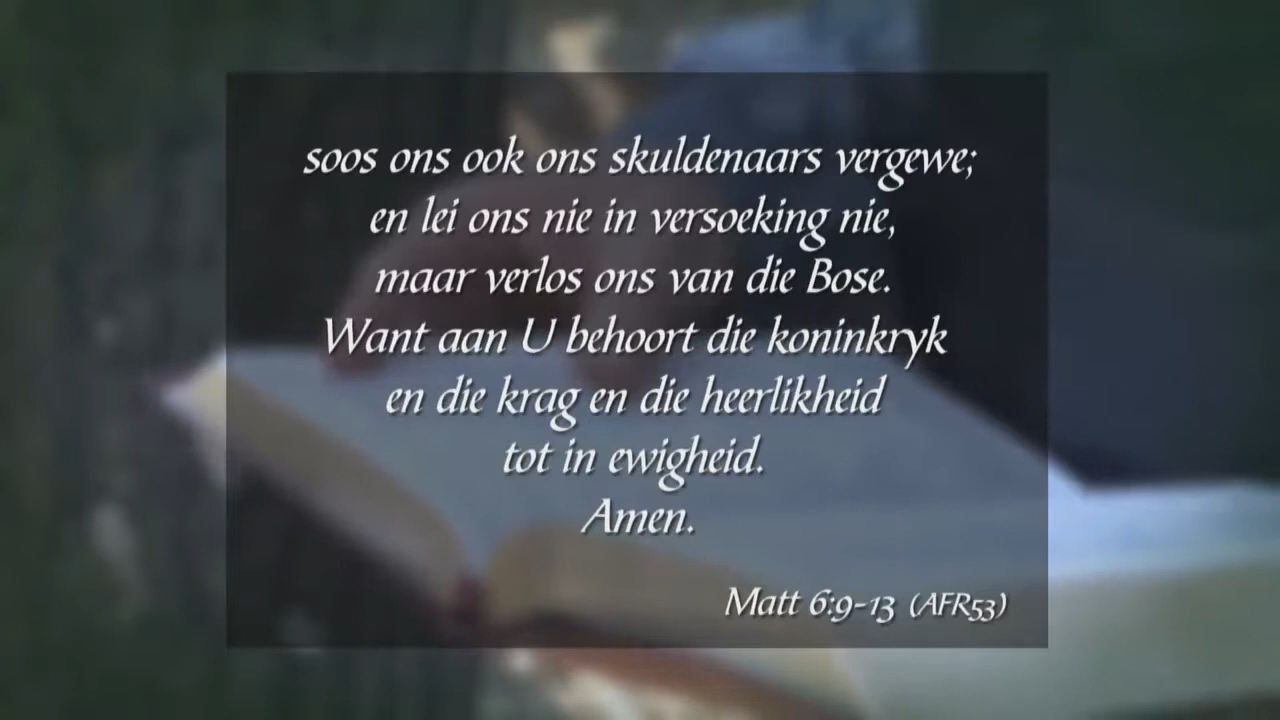 soos ons ook ons skuldenaars vergewe;
en lei ons nie in versoeking nie,
maar verlos ons van die Bose.
Want aan U behoort die koninkryk
en die krag en die heerlikheid
tot in ewigheid.
Amen.
Matt 6:9-13 (AFR53)